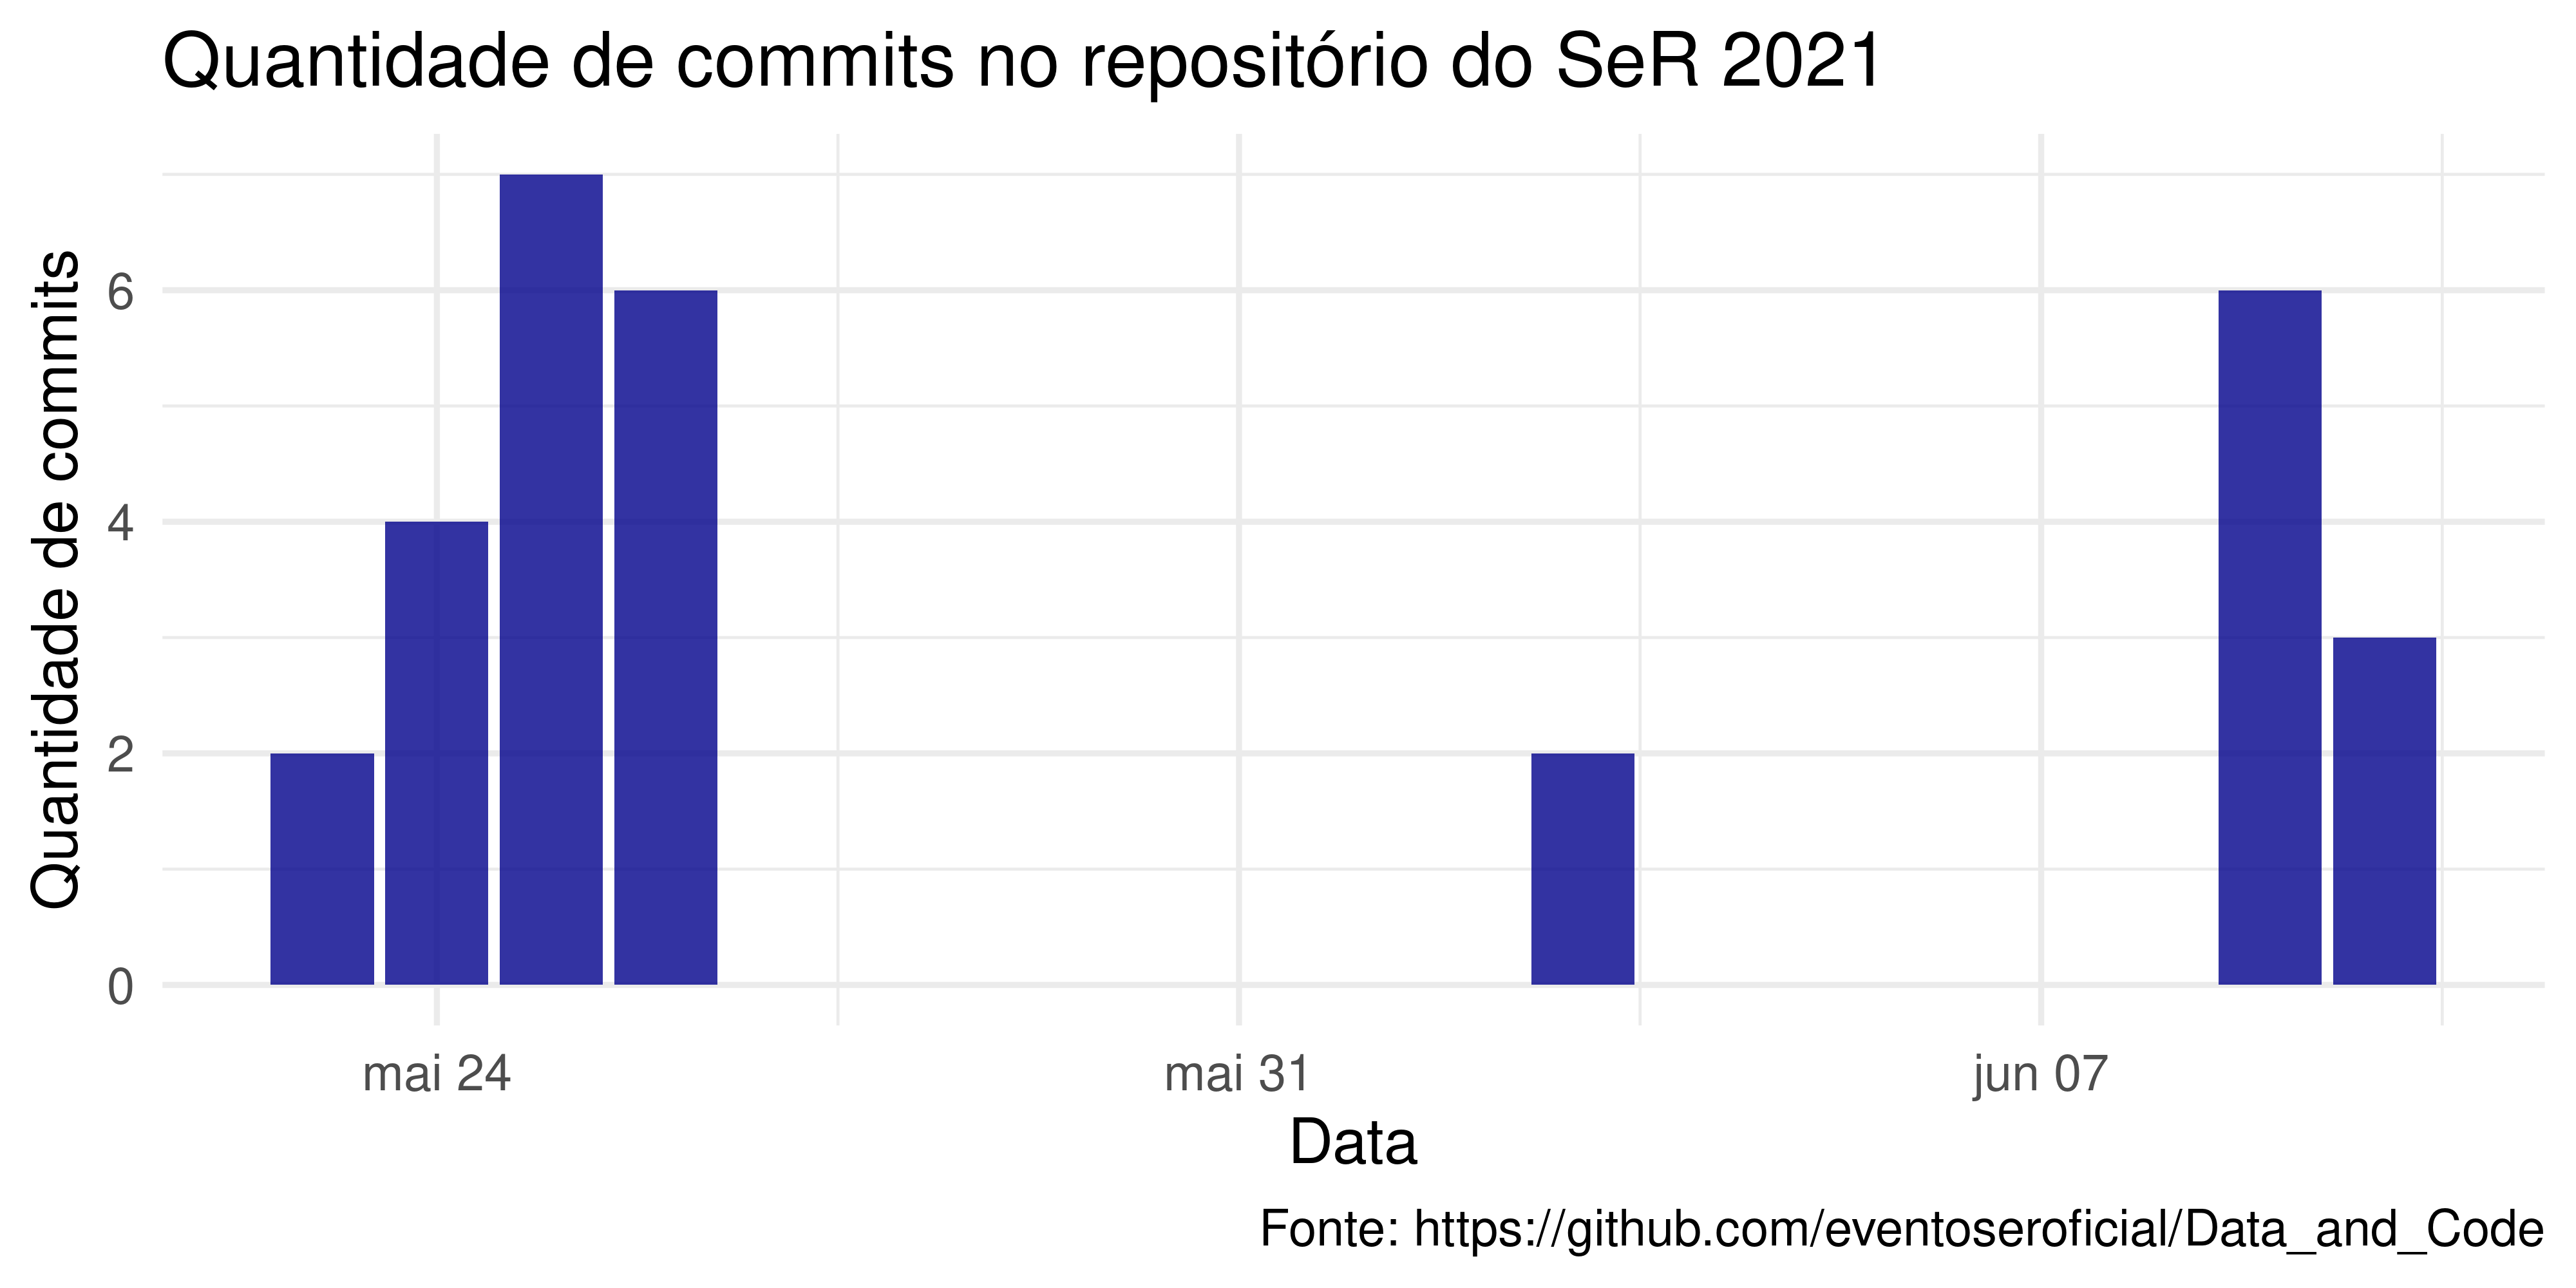 Quantidade de commits no repositório do SeR 2021
Quantidade de commits
6
4
2
0
mai 24
mai 31
jun 07
Data
Fonte: https://github.com/eventoseroficial/Data_and_Code